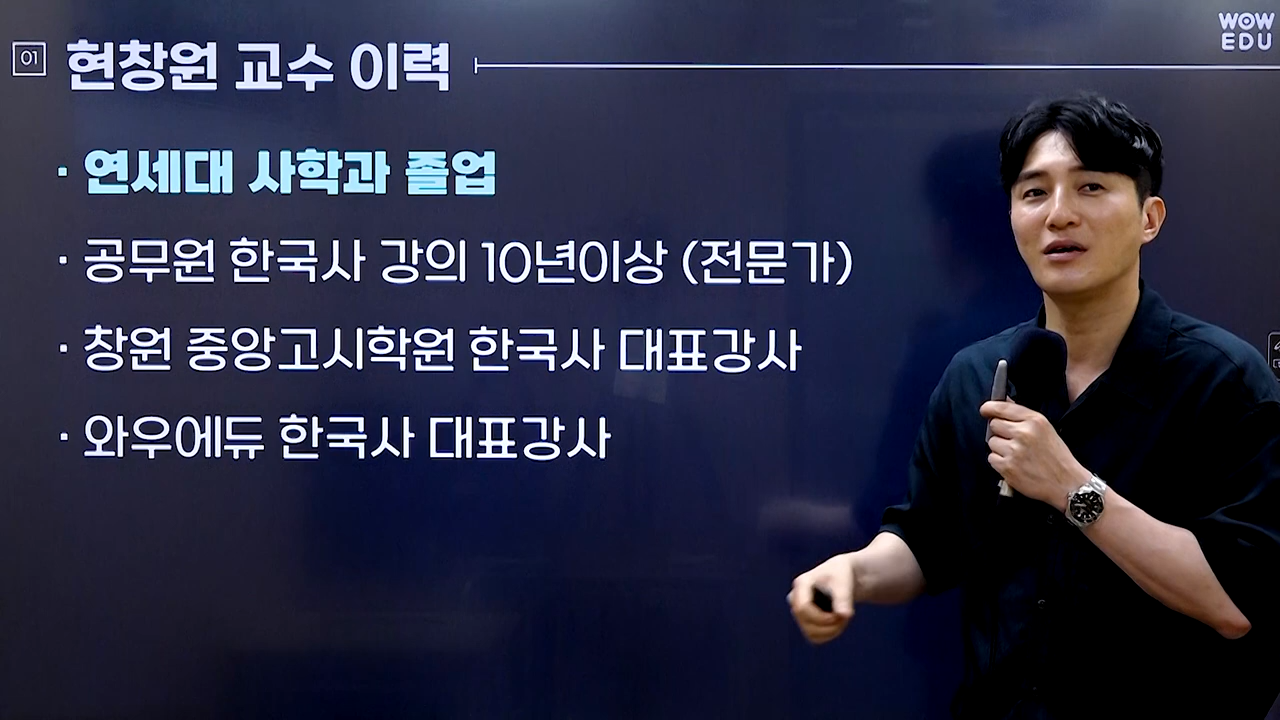 01 현창원 교수 이력
WOW
EDU
· 연세대 사학과 졸업
· 공무원 한국사 강의 10년이상 (전문가)
· 창원 중앙고시학원 한국사 대표강사
· 와우에듀 한국사 대표강사